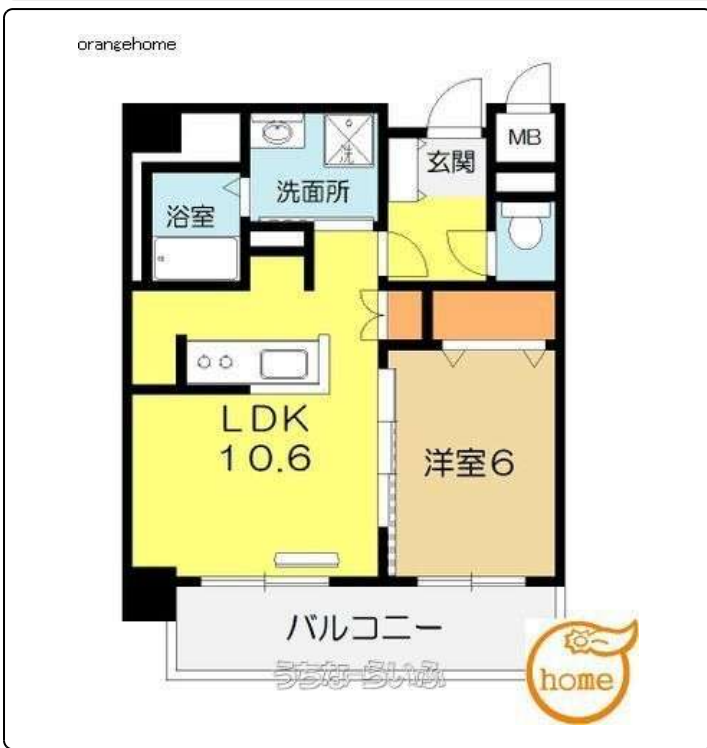 orangehome
MB
玄関
洗
洗面所
浴室
LDK
10.6
洋室6
バルコニー
うちなーらいふ
home